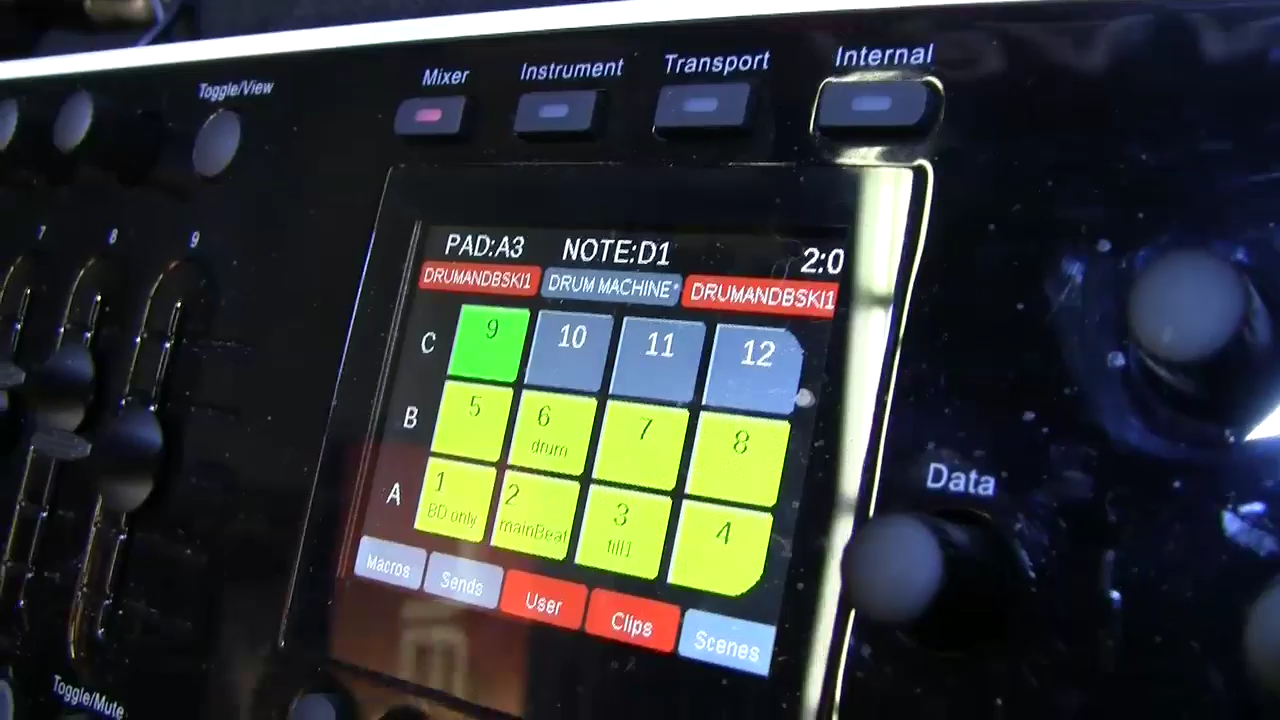 Mixer
Instrument
Transport
Internal
Toggle/View
7
8
9
PAD:A3 NOTE:D1 2:0
DRUMANDBSKI1 DRUM MACHINE* DRUMANDBSKI1
C 9 10 11 12
B 5 6 7 8
drum
A 1 2 3 4
BD only mainBeat fill1
Macros Sends User Clips Scenes
Data
Toggle/Mute